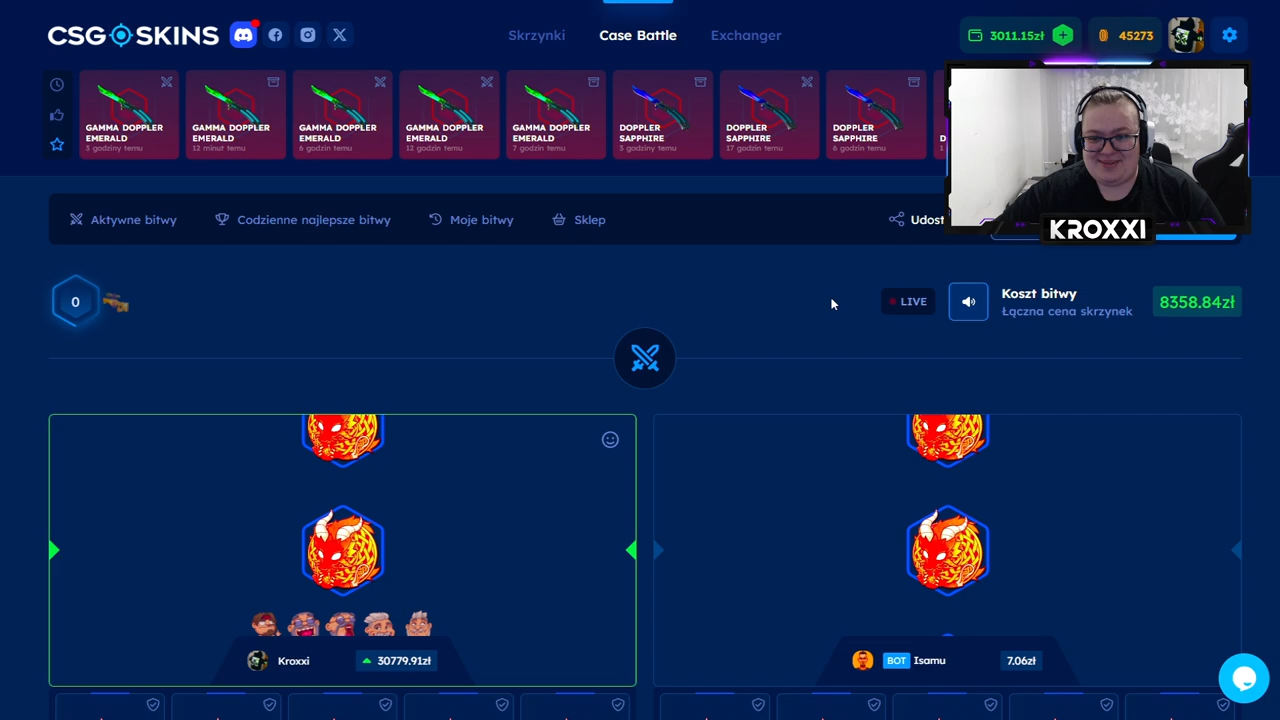 CSG SKINS
Skrzynki
Case Battle
Exchanger
3011.15zł
45273
GAMMA DOPPLER
EMERALD
3 godziny temu
GAMMA DOPPLER
EMERALD
12 minut temu
GAMMA DOPPLER
EMERALD
6 godzin temu
GAMMA DOPPLER
EMERALD
12 godzin temu
GAMMA DOPPLER
EMERALD
7 godzin temu
DOPPLER
SAPPHIRE
3 godziny temu
DOPPLER
SAPPHIRE
17 godzin temu
DOPPLER
SAPPHIRE
6 godzin temu
KROXXI
Aktywne bitwy
Codzienne najlepsze bitwy
Moje bitwy
Sklep
Udost
0
LIVE
Koszt bitwy
Łączna cena skrzynek
8358.84zł
Kroxxi
30779.91zł
BOT Isamu
7.06zł